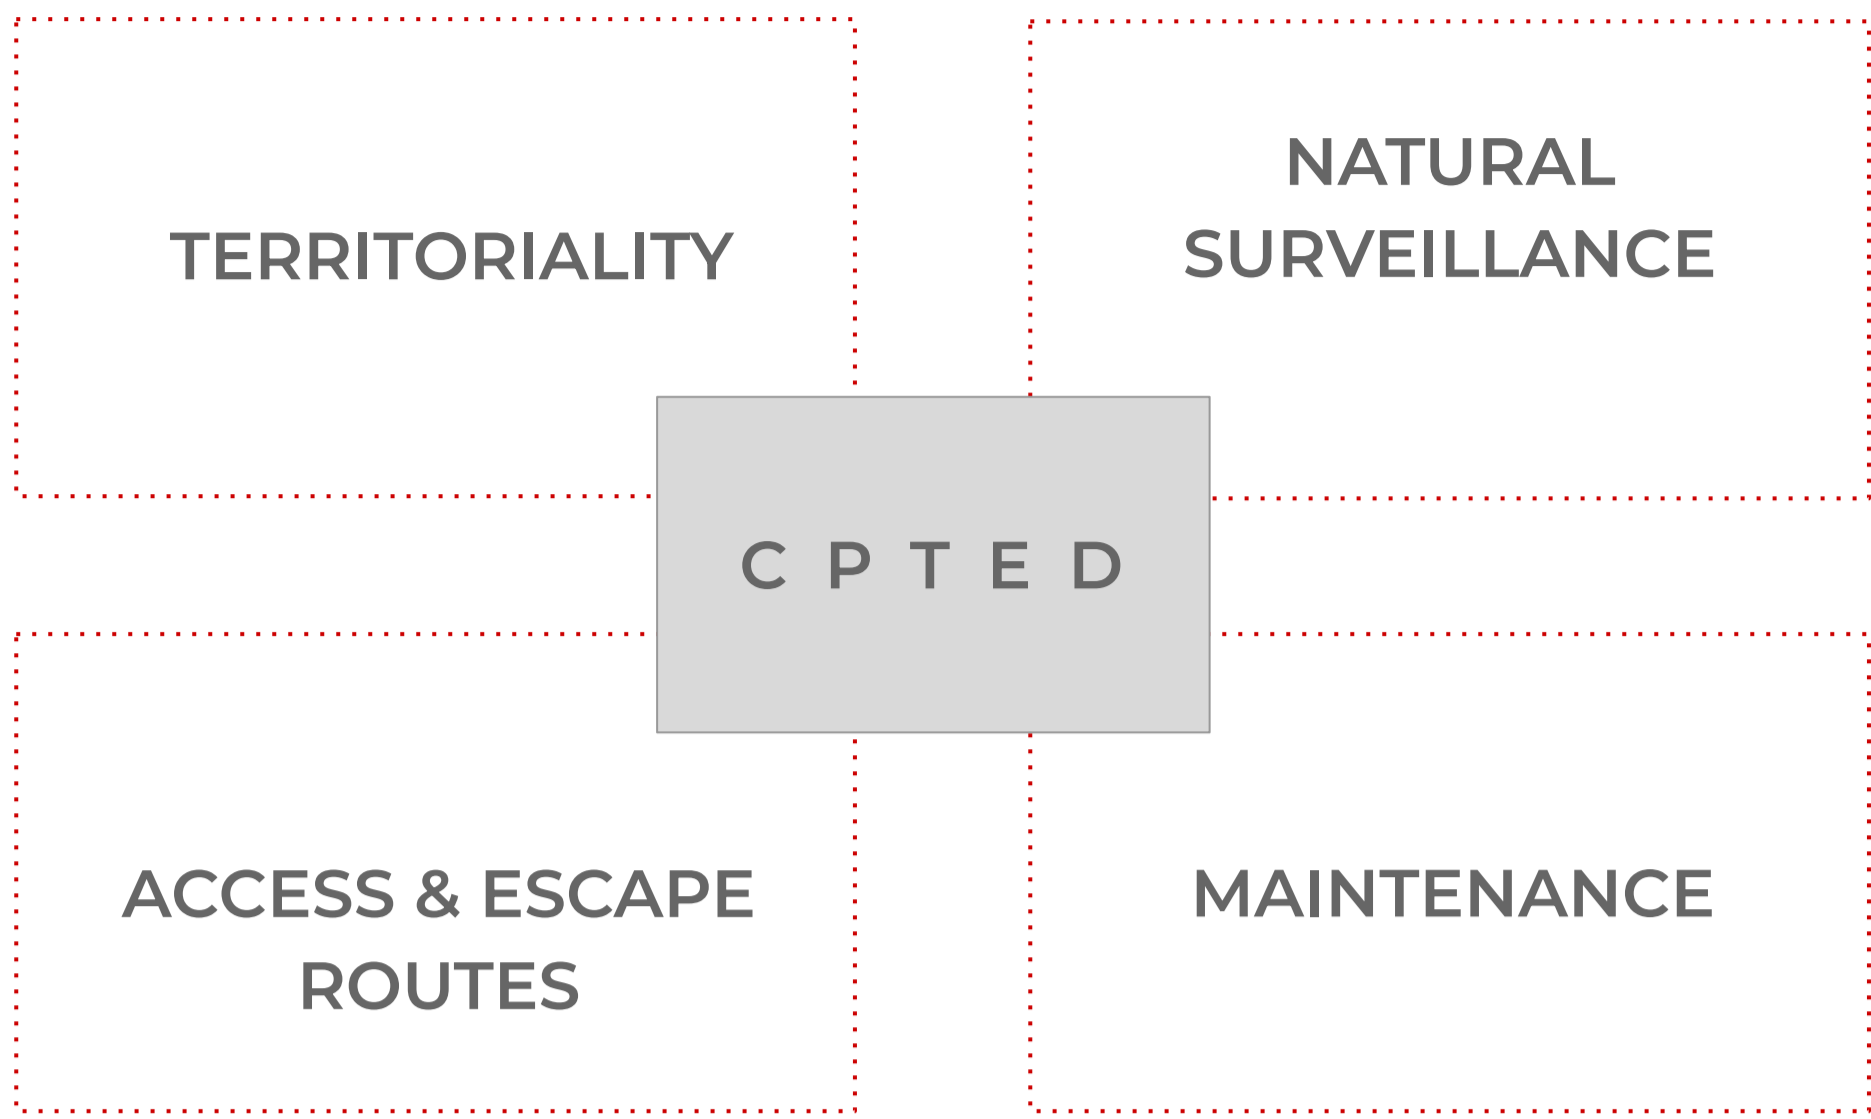 TERRITORIALITY
NATURAL
SURVEILLANCE
C P T E D
ACCESS & ESCAPE
ROUTES
MAINTENANCE